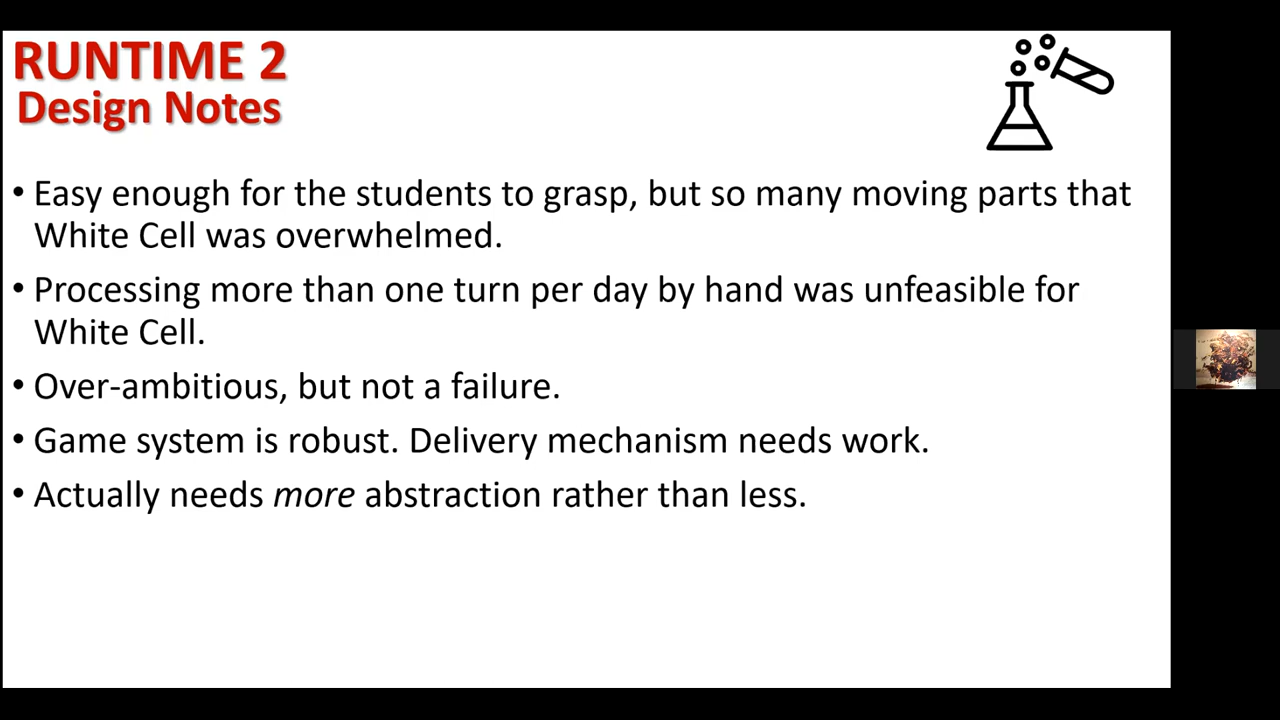 RUNTIME 2
Design Notes
• Easy enough for the students to grasp, but so many moving parts that
White Cell was overwhelmed.
• Processing more than one turn per day by hand was unfeasible for
White Cell.
• Over-ambitious, but not a failure.
• Game system is robust. Delivery mechanism needs work.
• Actually needs more abstraction rather than less.